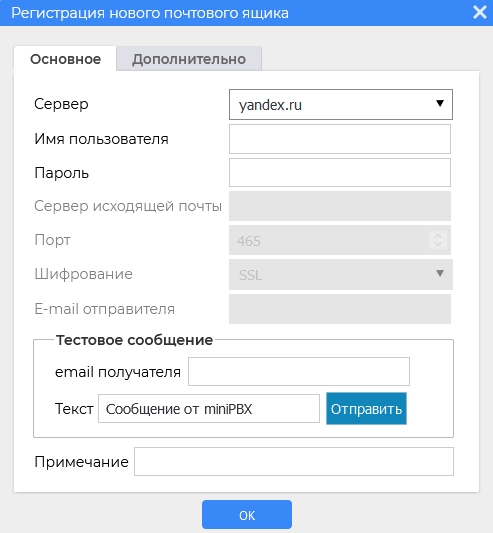 Регистрация нового почтового ящика
Основное Дополнительно
Сервер yandex.ru
Имя пользователя
Пароль
Сервер исходящей почты
Порт 465
Шифрование SSL
E-mail отправителя
Тестовое сообщение
email получателя
Текст Сообщение от miniPBX Отправить
Примечание
ОК